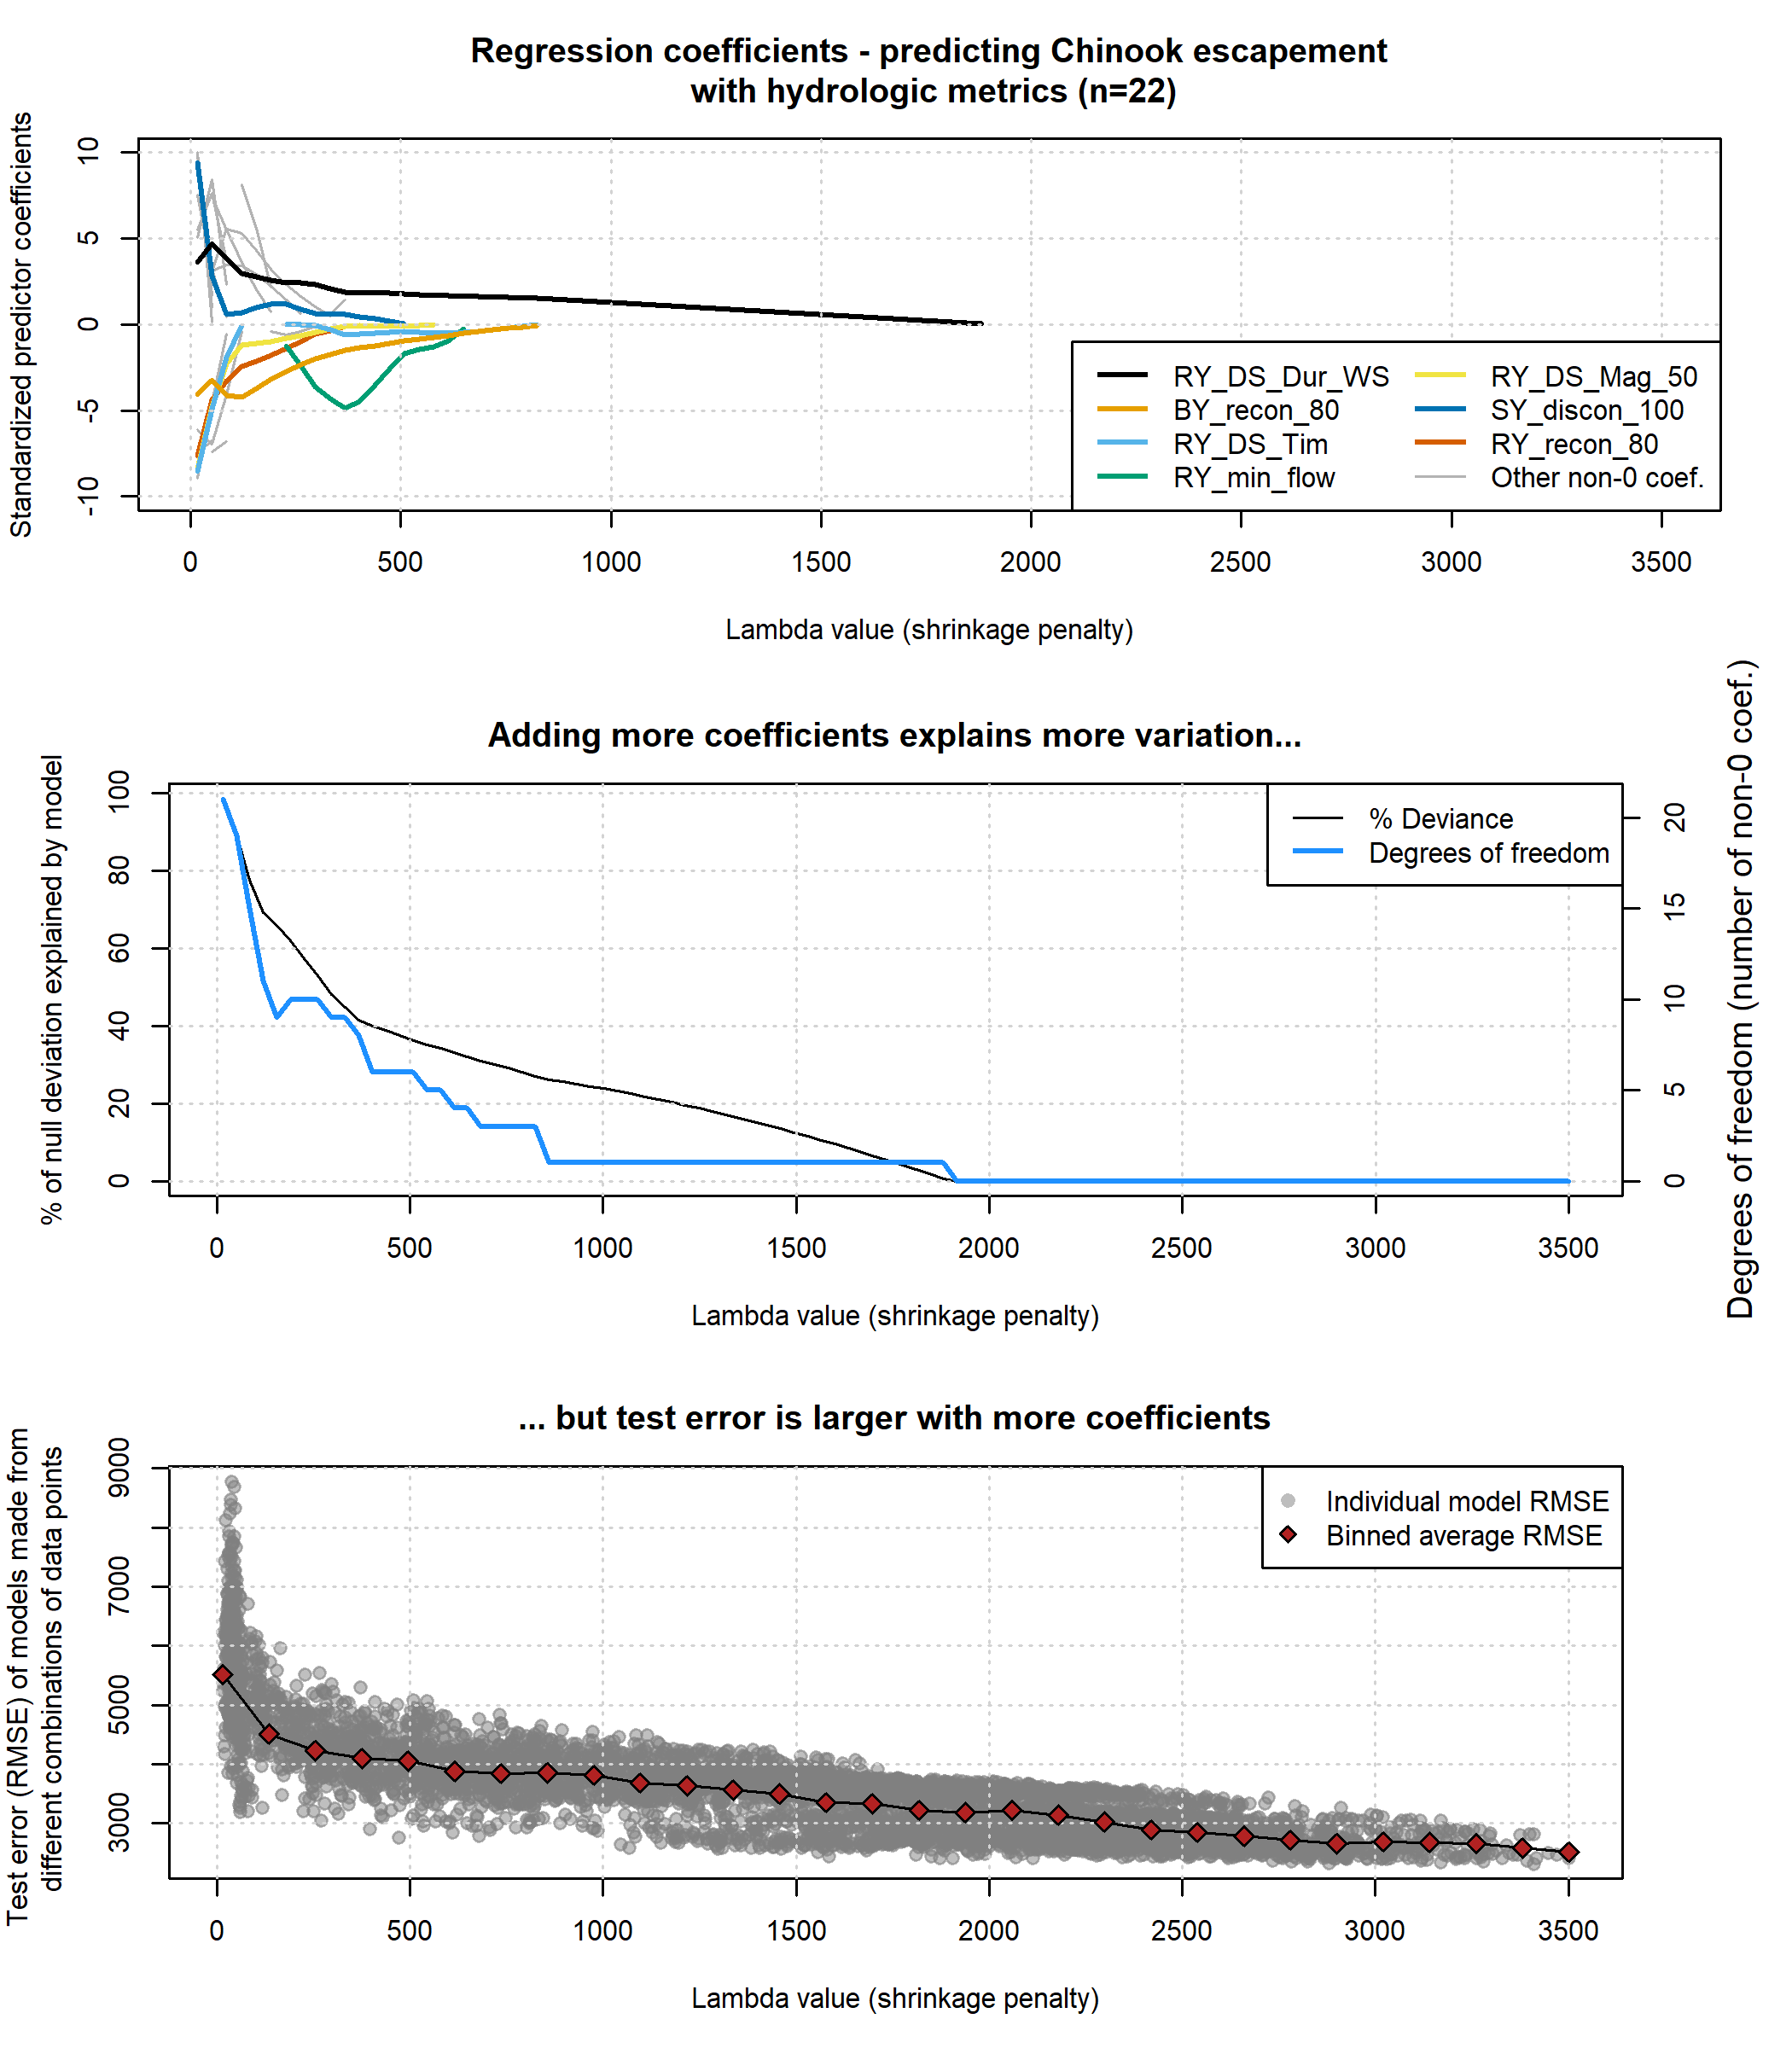 Regression coefficients - predicting Chinook escapement
with hydrologic metrics (n=22)
Standardized predictor coefficients
10
5
0
-5
-10
RY_DS_Dur_WS
BY_recon_80
RY_DS_Tim
RY_min_flow
RY_DS_Mag_50
SY_discon_100
RY_recon_80
Other non-0 coef.
0 500 1000 1500 2000 2500 3000 3500
Lambda value (shrinkage penalty)
Adding more coefficients explains more variation...
% of null deviation explained by model
100
80
60
40
20
0
% Deviance
Degrees of freedom
20
15
10
5
0
Degrees of freedom (number of non-0 coef.)
0 500 1000 1500 2000 2500 3000 3500
Lambda value (shrinkage penalty)
... but test error is larger with more coefficients
Test error (RMSE) of models made from
different combinations of data points
9000
7000
5000
3000
Individual model RMSE
Binned average RMSE
0 500 1000 1500 2000 2500 3000 3500
Lambda value (shrinkage penalty)